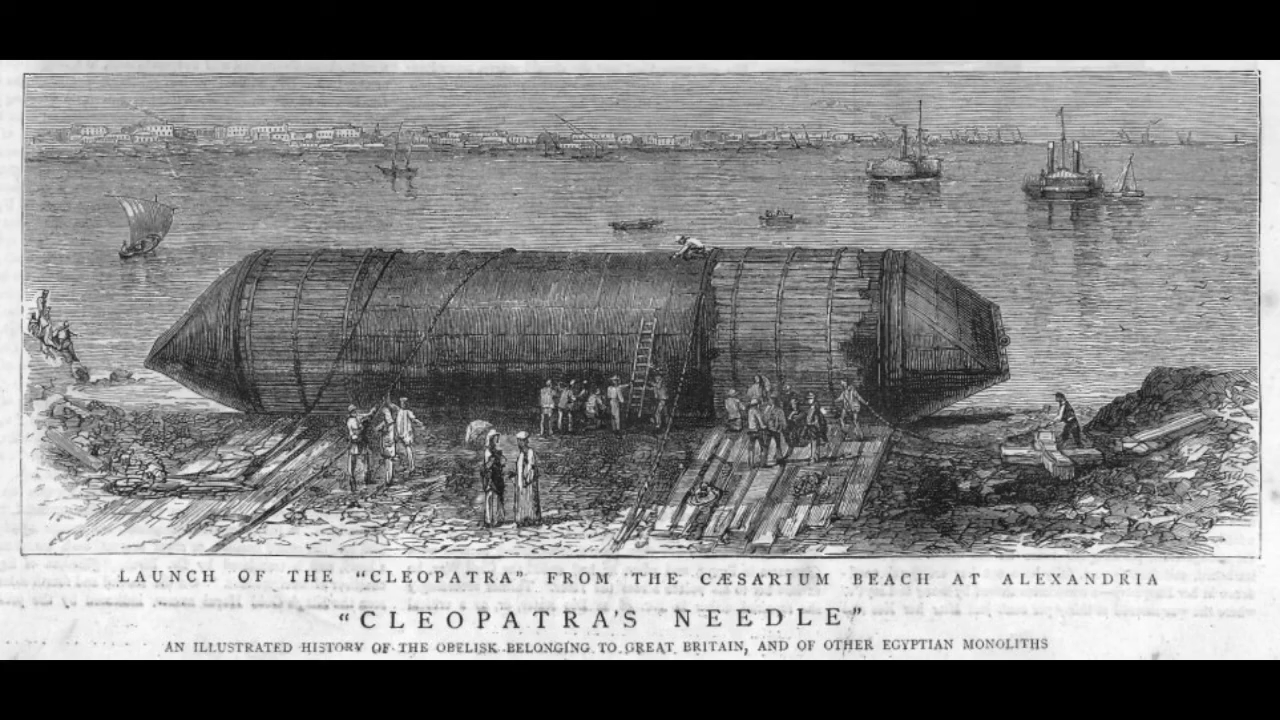 LAUNCH OF THE "CLEOPATRA" FROM THE CÆSARIUM BEACH AT ALEXANDRIA
"CLEOPATRA'S NEEDLE"
AN ILLUSTRATED HISTORY OF THE OBELISK BELONGING TO GREAT BRITAIN, AND OF OTHER EGYPTIAN MONOLITHS